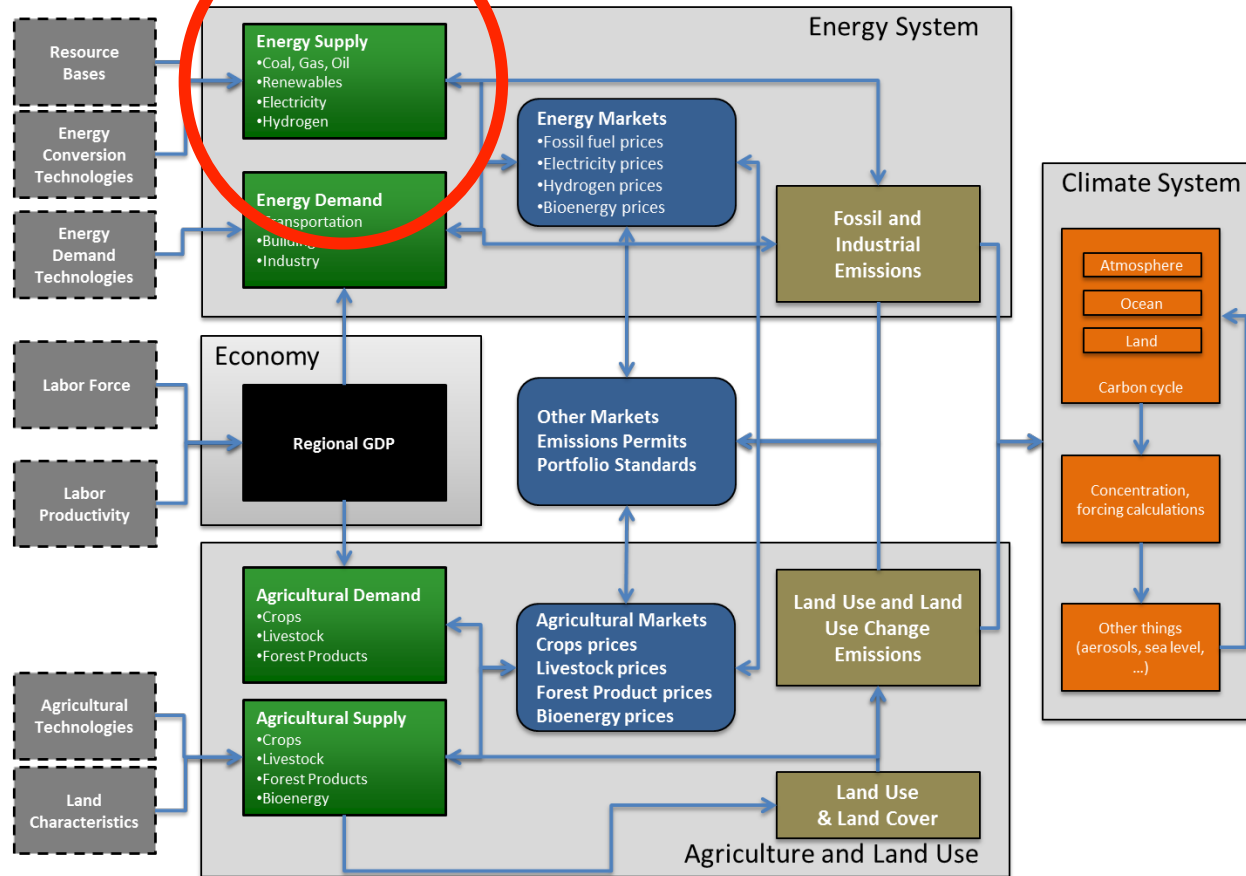 Energy System
Resource
Bases
Energy
Conversion
Technologies
Energy
Demand
Technologies
Energy Supply
•Coal, Gas, Oil
•Renewables
•Electricity
•Hydrogen
Energy Demand
•Transportation
•Building
•Industry
Energy Markets
•Fossil fuel prices
•Electricity prices
•Hydrogen prices
•Bioenergy prices
Fossil and
Industrial
Emissions
Climate System
Atmosphere
Ocean
Land
Carbon cycle
Concentration,
forcing calculations
Other things
(aerosols, sea level,
...)
Economy
Labor Force
Labor
Productivity
Regional GDP
Other Markets
Emissions Permits
Portfolio Standards
Agricultural Demand
•Crops
•Livestock
•Forest Products
Agricultural Supply
•Crops
•Livestock
•Forest Products
•Bioenergy
Agricultural Markets
Crops prices
Livestock prices
Forest Product prices
Bioenergy prices
Land Use and Land
Use Change
Emissions
Agricultural
Technologies
Land
Characteristics
Land Use
& Land Cover
Agriculture and Land Use